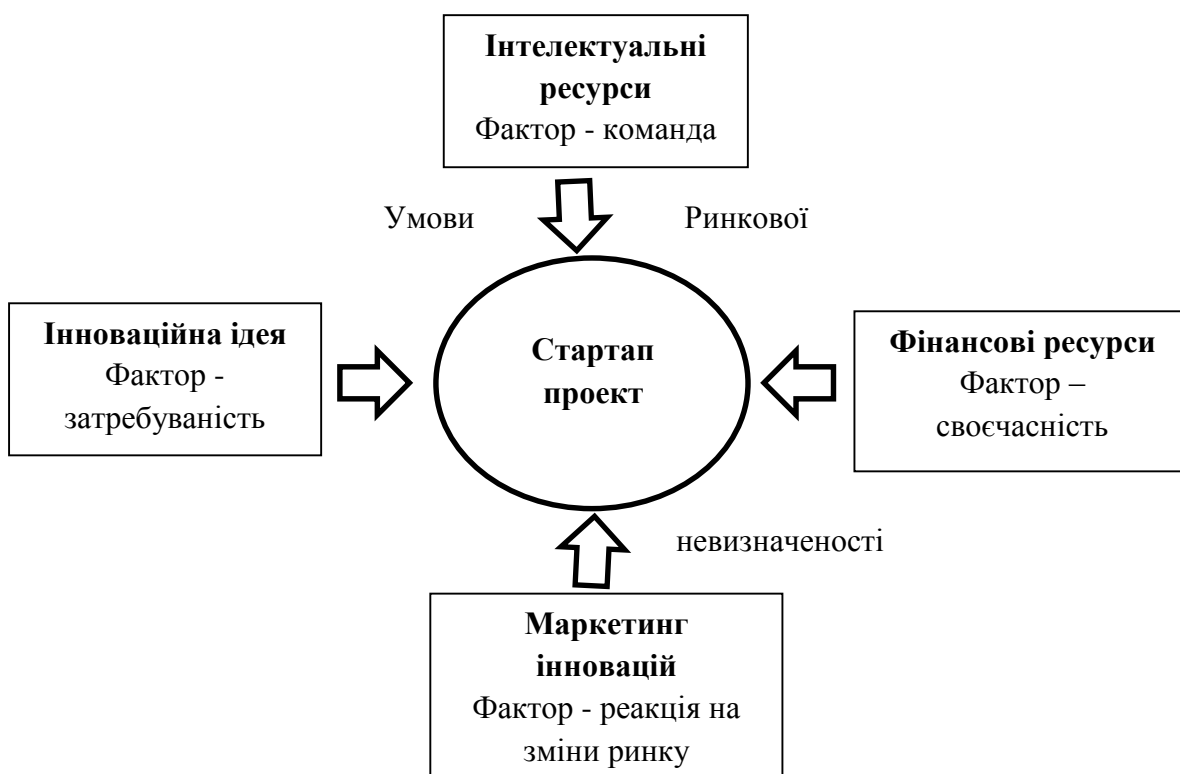 Інтелектуальні
ресурси
Фактор - команда
Умови
Ринкової
Інноваційна ідея
Фактор -
затребуваність
Стартап
проект
Фінансові ресурси
Фактор –
своєчасність
невизначеності
Маркетинг
інновацій
Фактор - реакція на
зміни ринку